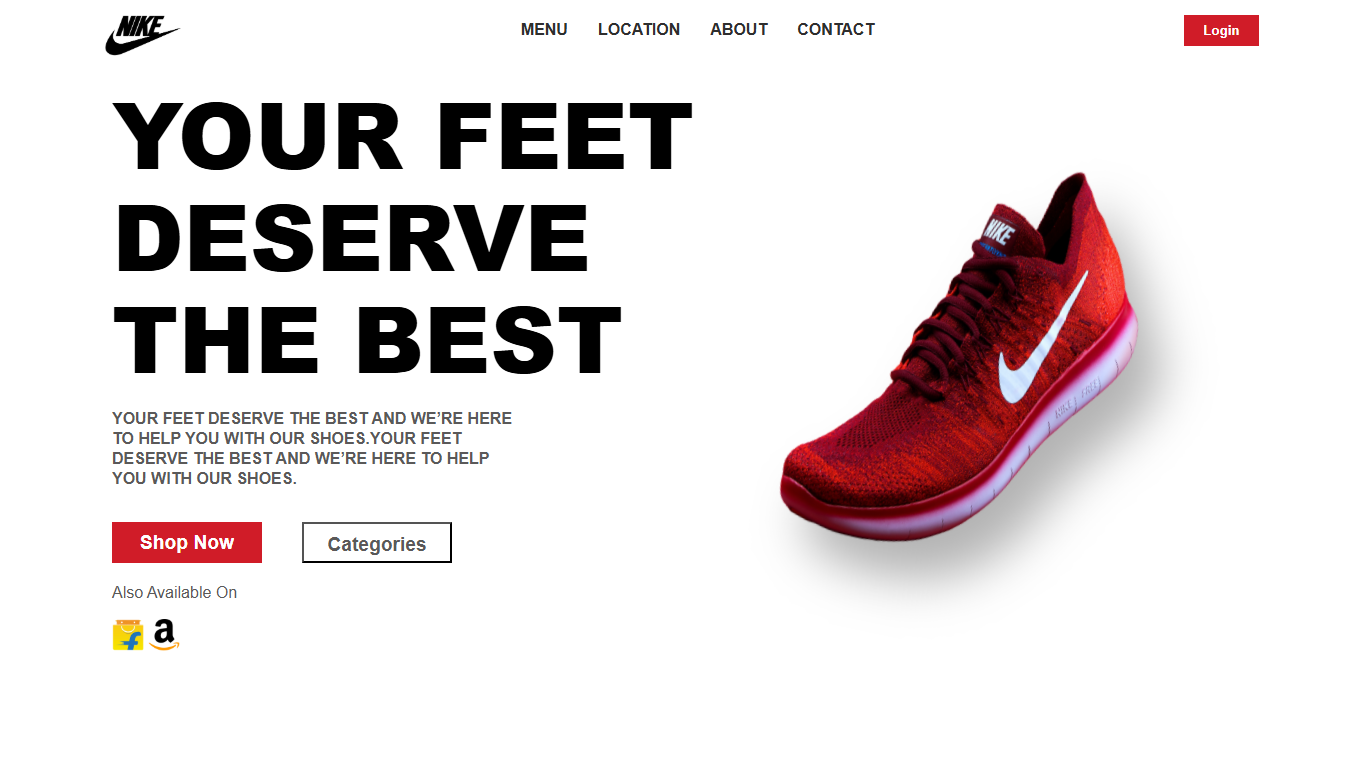 NIKE
MENU LOCATION ABOUT CONTACT
Login
YOUR FEET
DESERVE
THE BEST
YOUR FEET DESERVE THE BEST AND WE’RE HERE
TO HELP YOU WITH OUR SHOES.YOUR FEET
DESERVE THE BEST AND WE’RE HERE TO HELP
YOU WITH OUR SHOES.
Shop Now
Categories
Also Available On
f
a
NIKE
NIKE FREE